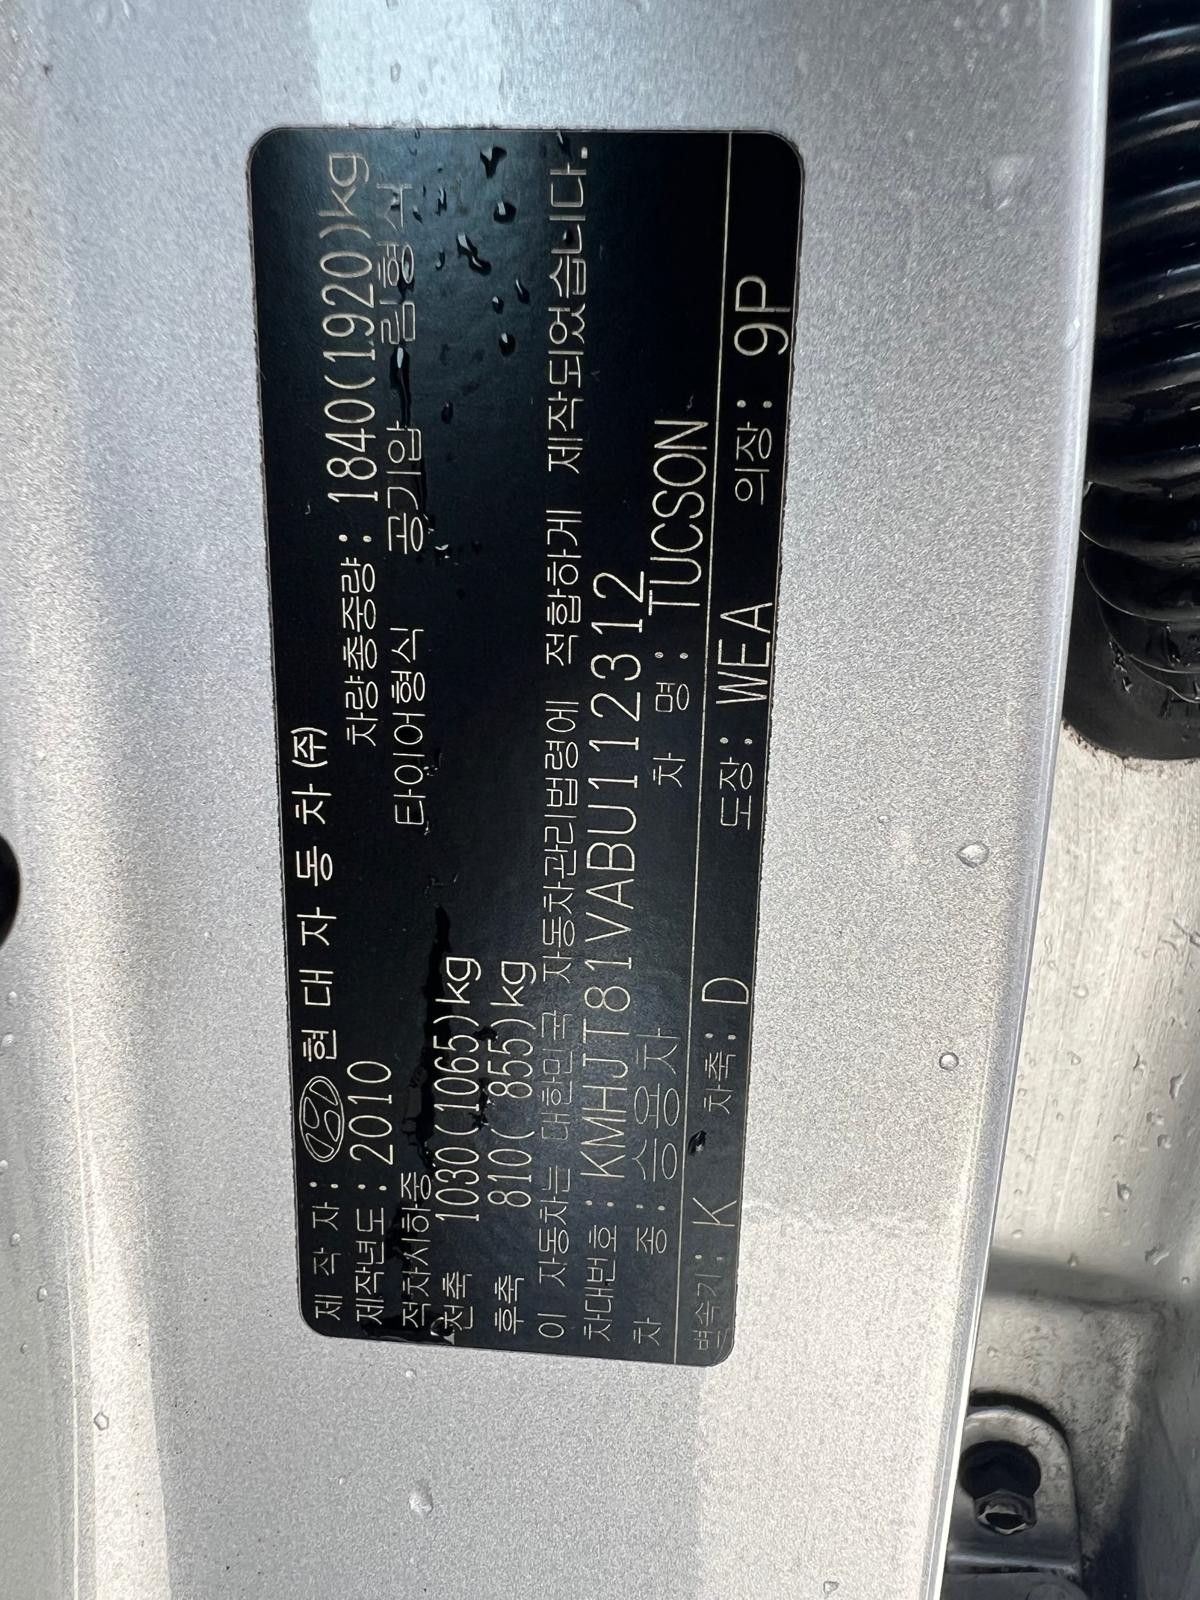 제 작 자: 현대자동차(주)
제작년도: 2010 차량총중량: 1840(1920)kg
적차시하중 타이어형식 공기압 림형식
전축 1030(1065)kg
후축 810( 855)kg
이 자동차는 대한민국 자동차관리법령에 적합하게 제작되었습니다.
차대번호: KMHJT81VABU112312
차 종: 승용차 차 명: TUCSON
변속기: K 차축: D 도장: WEA 의장: 9P